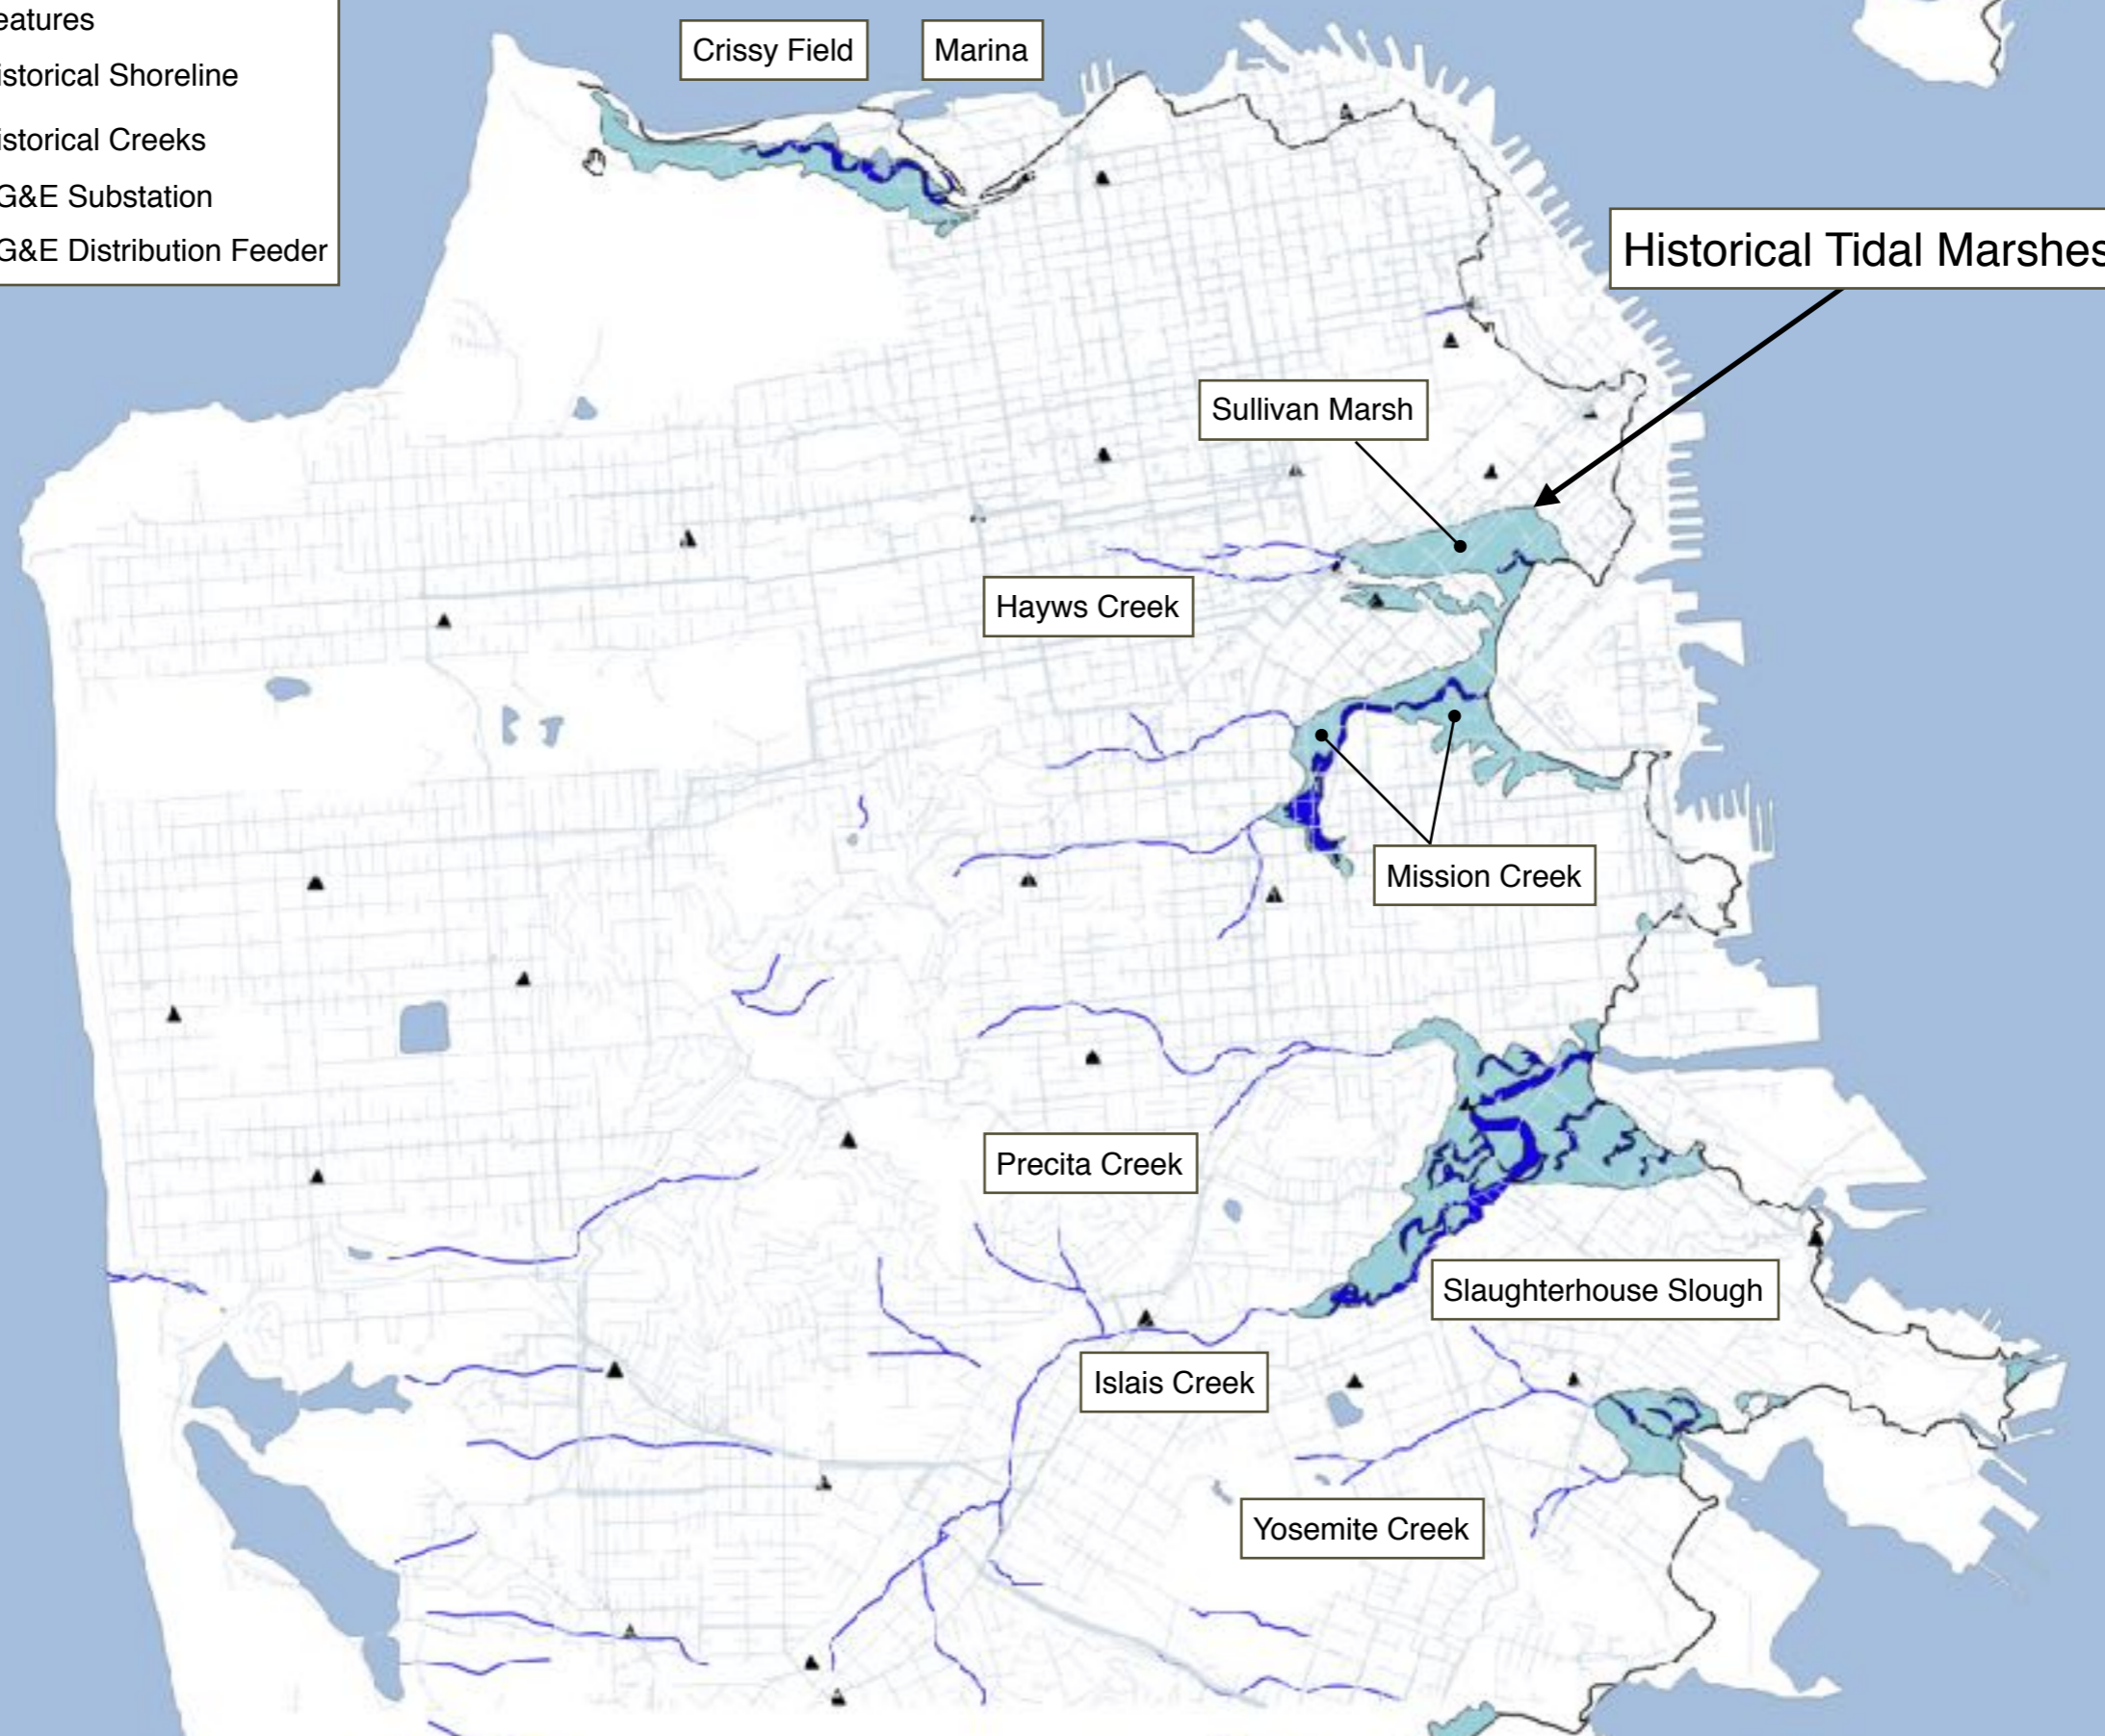 eatures
istorical Shoreline
istorical Creeks
G&E Substation
G&E Distribution Feeder
Crissy Field
Marina
Historical Tidal Marshes
Sullivan Marsh
Hayws Creek
Mission Creek
Precita Creek
Slaughterhouse Slough
Islais Creek
Yosemite Creek